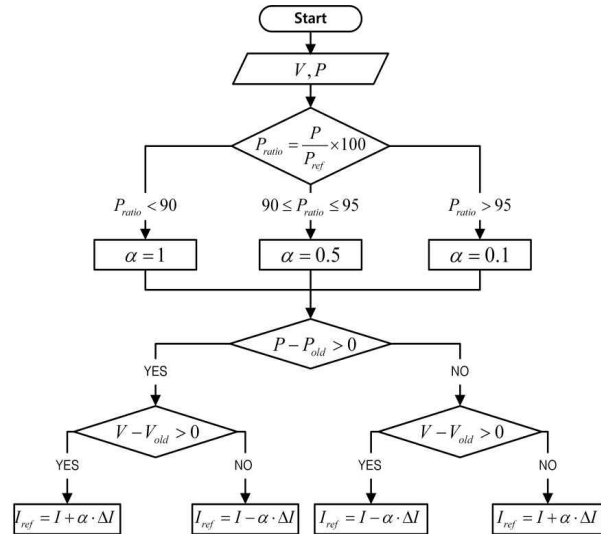 Start
V, P
P_ratio = P / P_ref × 100
P_ratio < 90
90 ≤ P_ratio ≤ 95
P_ratio > 95
α = 1
α = 0.5
α = 0.1
P − P_old > 0
YES
NO
V − V_old > 0
V − V_old > 0
YES
NO
YES
NO
I_ref = I + α · ΔI
I_ref = I − α · ΔI
I_ref = I − α · ΔI
I_ref = I + α · ΔI